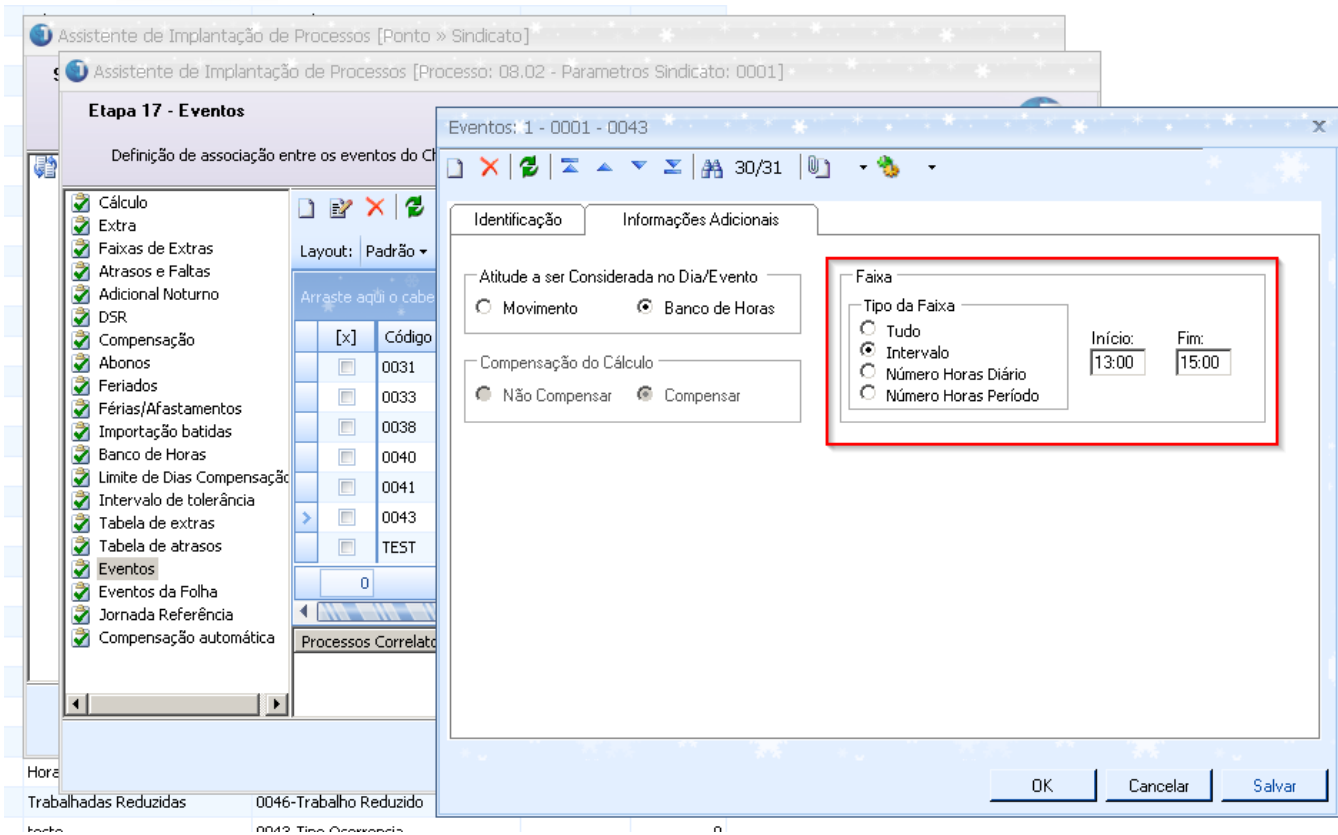 Assistente de Implantação de Processos [Ponto » Sindicato]
Assistente de Implantação de Processos [Processo: 08.02 - Parametros Sindicato: 0001]
Etapa 17 - Eventos
Definição de associação entre os eventos do
Cálculo
Extra
Faixas de Extras
Atrasos e Faltas
Adicional Noturno
DSR
Compensação
Abonos
Feriados
Férias/Afastamentos
Importação batidas
Banco de Horas
Limite de Dias Compensação
Intervalo de tolerância
Tabela de extras
Tabela de atrasos
Eventos
Eventos da Folha
Jornada Referência
Compensação automática
Layout: Padrão
Arraste aqui o cabe
[x] Código
0031
0033
0038
0040
0041
0043
TEST
0
Processos Correlato
Eventos: 1 - 0001 - 0043
30/31
Identificação
Informações Adicionais
Atitude a ser Considerada no Dia/Evento
Movimento
Banco de Horas
Compensação do Cálculo
Não Compensar
Compensar
Faixa
Tipo da Faixa
Tudo
Intervalo
Número Horas Diário
Número Horas Período
Início:
Fim:
13:00
15:00
OK
Cancelar
Salvar
Hora
Trabalhadas Reduzidas 0046-Trabalho Reduzido
teste 0043-Tipo Ocorrencia 0